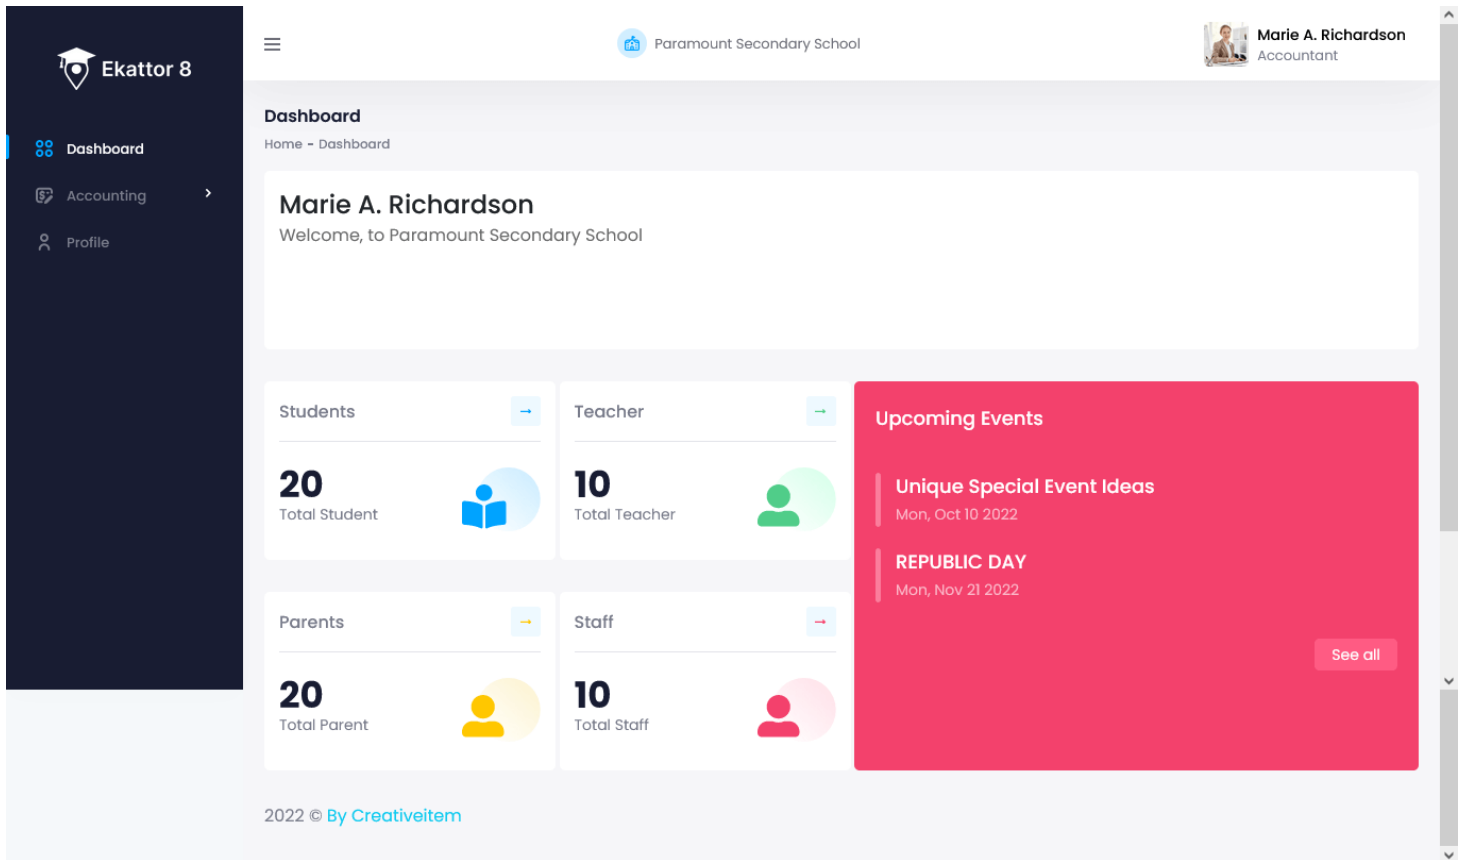 Ekattor 8
Dashboard
Accounting
Profile
Paramount Secondary School
Marie A. Richardson
Accountant
Dashboard
Home - Dashboard
Marie A. Richardson
Welcome, to Paramount Secondary School
Students
20
Total Student
Teacher
10
Total Teacher
Parents
20
Total Parent
Staff
10
Total Staff
Upcoming Events
Unique Special Event Ideas
Mon, Oct 10 2022
REPUBLIC DAY
Mon, Nov 21 2022
See all
2022 © By Creativeitem